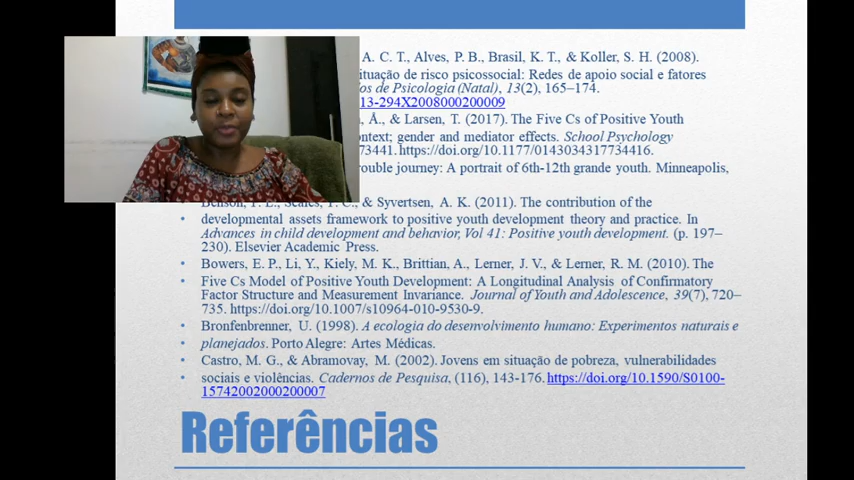 A. C. T., Alves, P. B., Brasil, K. T., & Koller, S. H. (2008).
ituação de risco psicossocial: Redes de apoio social e fatores
os de Psicologia (Natal), 13(2), 165–174.
13-294X2008000200009
Å., & Larsen, T. (2017). The Five Cs of Positive Youth
ntext; gender and mediator effects. School Psychology
73441. https://doi.org/10.1177/0143034317734416.
rouble journey: A portrait of 6th-12th grande youth. Minneapolis,
& Syvertsen, A. K. (2011). The contribution of the
• developmental assets framework to positive youth development theory and practice. In
Advances in child development and behavior, Vol 41: Positive youth development. (p. 197–
230). Elsevier Academic Press.
• Bowers, E. P., Li, Y., Kiely, M. K., Brittian, A., Lerner, J. V., & Lerner, R. M. (2010). The
• Five Cs Model of Positive Youth Development: A Longitudinal Analysis of Confirmatory
Factor Structure and Measurement Invariance. Journal of Youth and Adolescence, 39(7), 720–
735. https://doi.org/10.1007/s10964-010-9530-9.
• Bronfenbrenner, U. (1998). A ecologia do desenvolvimento humano: Experimentos naturais e
• planejados. Porto Alegre: Artes Médicas.
• Castro, M. G., & Abramovay, M. (2002). Jovens em situação de pobreza, vulnerabilidades
• sociais e violências. Cadernos de Pesquisa, (116), 143-176. https://doi.org/10.1590/S0100-
15742002000200007
Referências